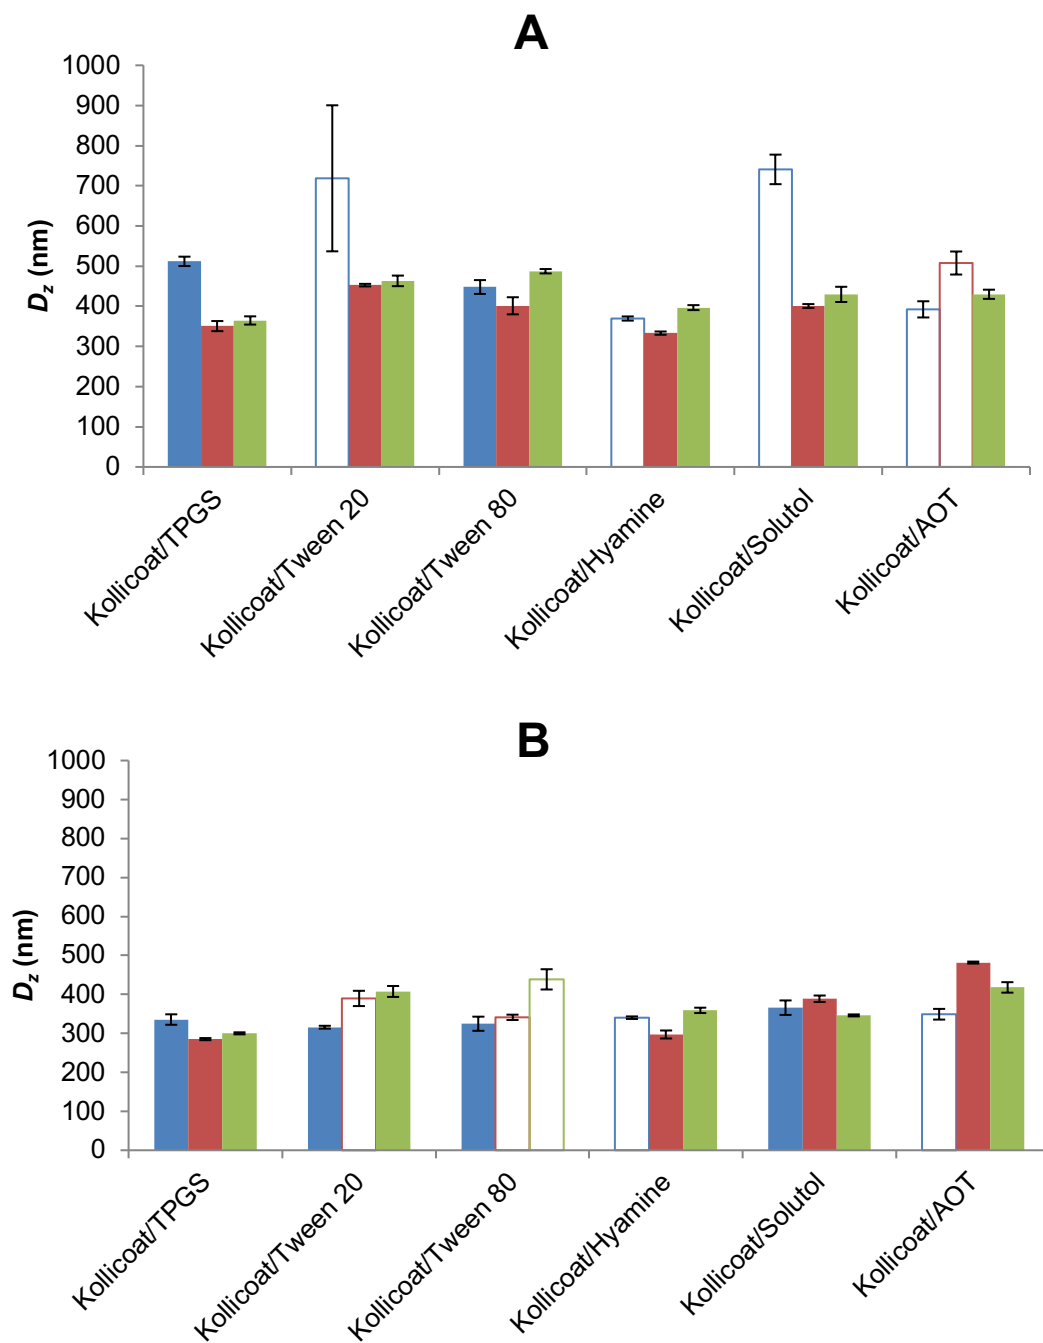 A
1000
900
800
700
600
500
400
300
200
100
0
Dz (nm)
Kollicoat/TPGS
Kollicoat/Tween 20
Kollicoat/Tween 80
Kollicoat/Hyamine
Kollicoat/Solutol
Kollicoat/AOT
B
1000
900
800
700
600
500
400
300
200
100
0
Dz (nm)
Kollicoat/TPGS
Kollicoat/Tween 20
Kollicoat/Tween 80
Kollicoat/Hyamine
Kollicoat/Solutol
Kollicoat/AOT